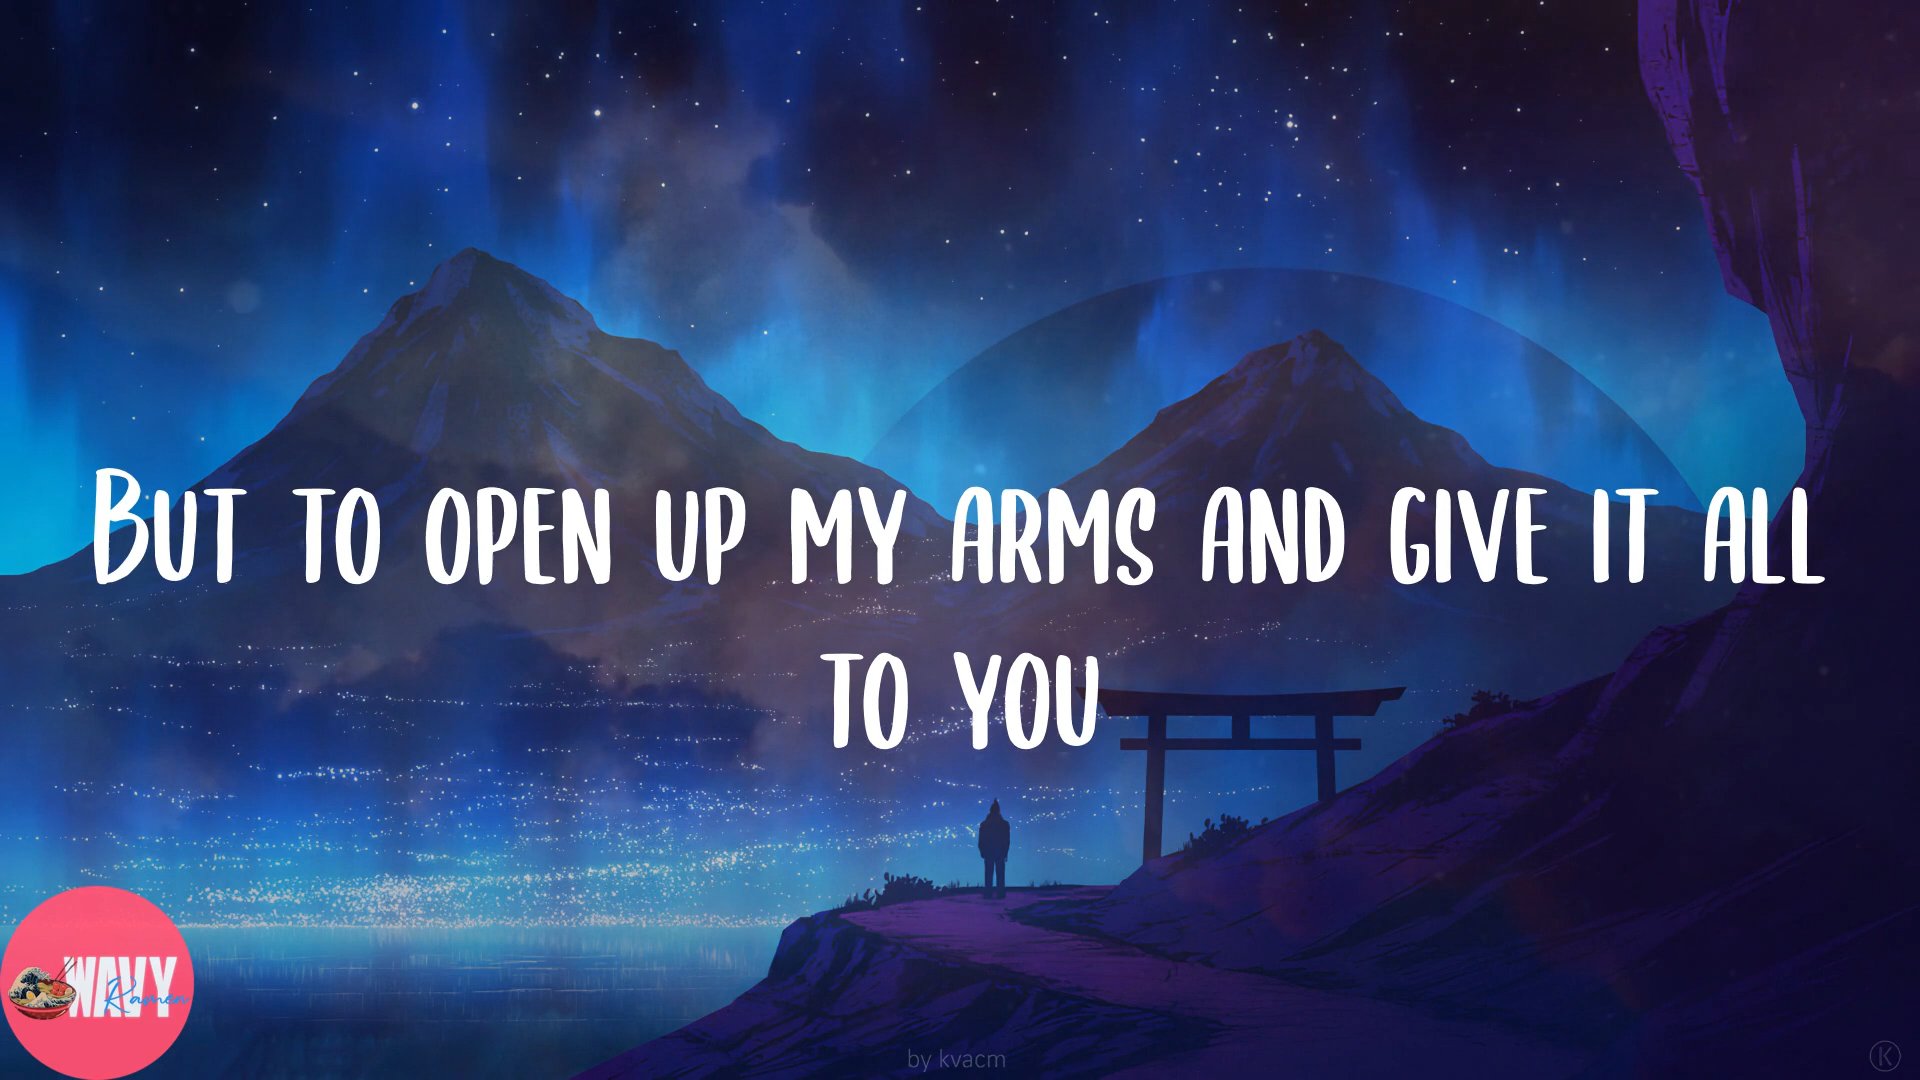 But to open up my arms and give it all
to you
WAVY
Ramen
by kvacm
K